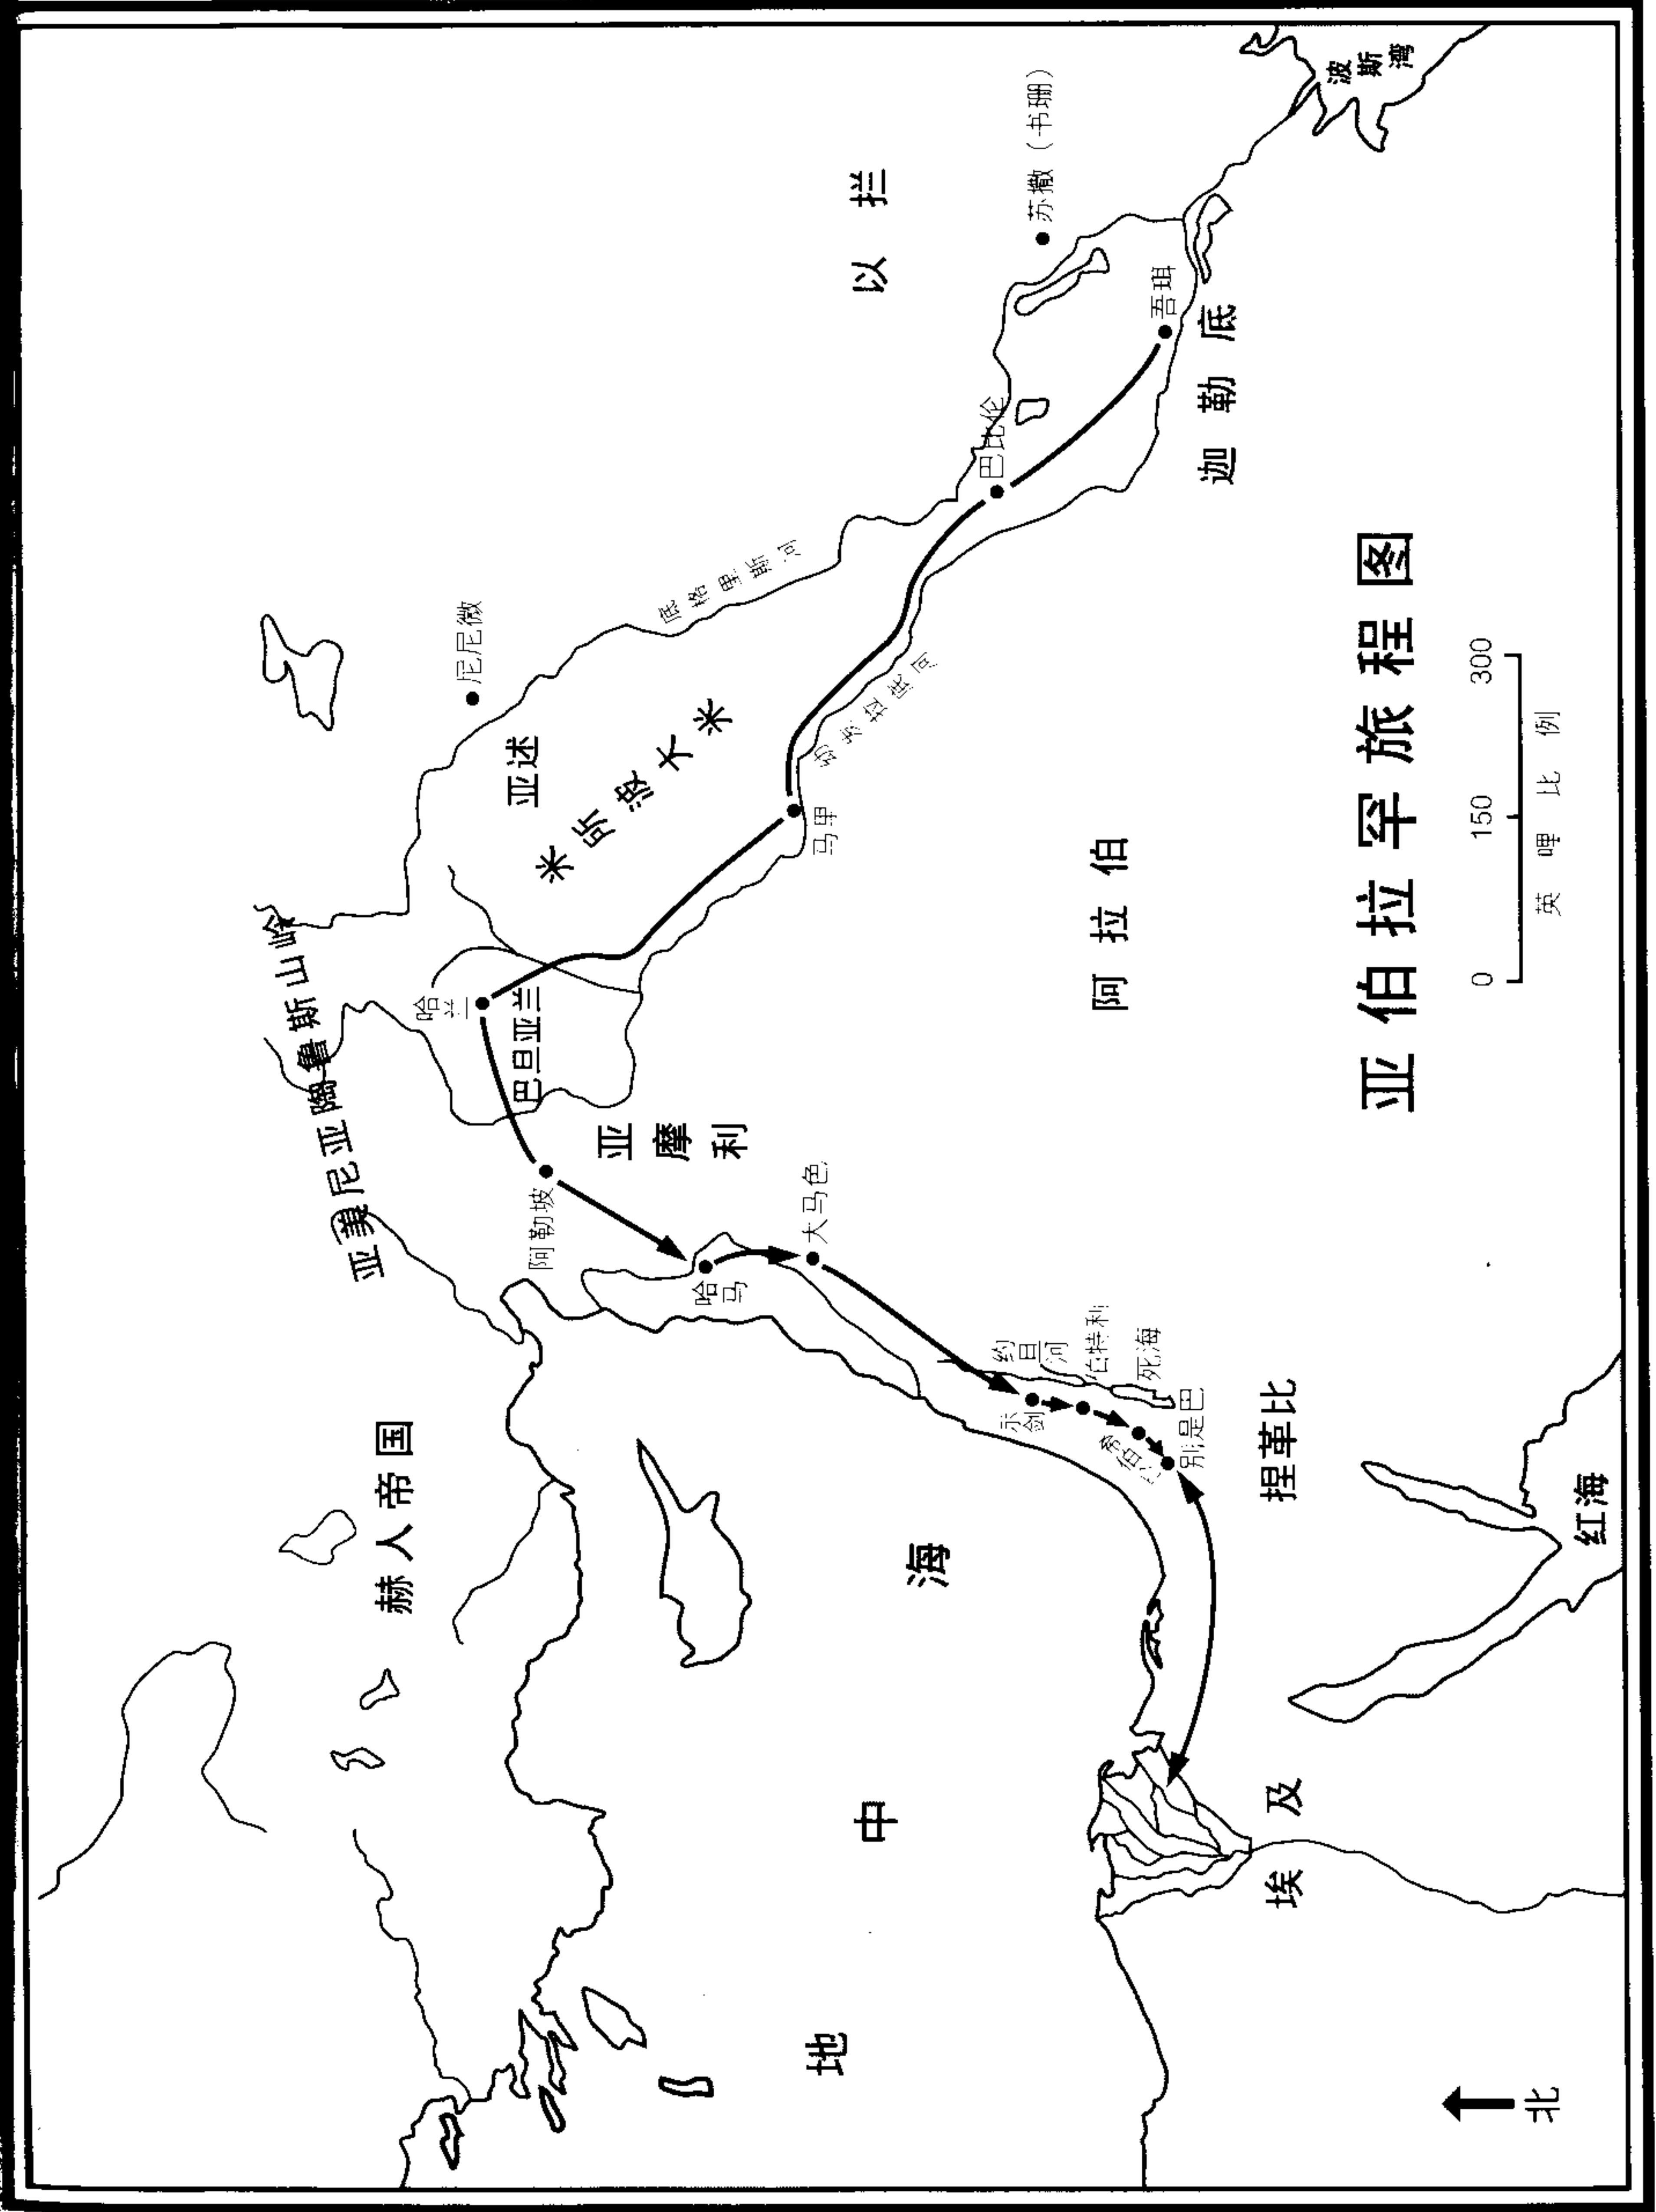 亚伯拉罕旅程图
0 150 300
英哩比例
北
波斯湾
苏撒（书珊）
以拦
吾珥
迦勒底
巴比伦
底格里斯河
幼发拉底河
尼尼微
亚述
米所波大米
马里
阿拉伯
哈兰
巴旦亚兰
亚美尼亚陶鲁斯山岭
亚摩利
阿勒坡
哈马
大马色
约旦河
伯特利
死海
示剑
别是巴
捏革比
红海
赫人帝国
地中海
埃及